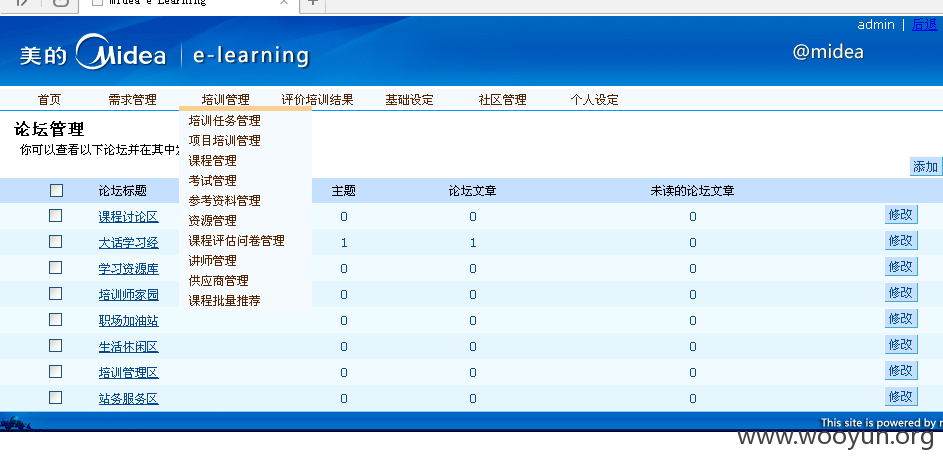 midea e Learning
admin | 后退
美的 Midea e-learning
@midea
首页 需求管理 培训管理 评价培训结果 基础设定 社区管理 个人设定
论坛管理
你可以查看以下论坛并在其中
添加
培训任务管理
项目培训管理
课程管理
考试管理
参考资料管理
资源管理
课程评估问卷管理
讲师管理
供应商管理
课程批量推荐
论坛标题 主题 论坛文章 未读的论坛文章
课程讨论区 0 0 0 修改
大话学习经 1 1 0 修改
学习资源库 0 0 0 修改
培训师家园 0 0 0 修改
职场加油站 0 0 0 修改
生活休闲区 0 0 0 修改
培训管理区 0 0 0 修改
站务服务区 0 0 0 修改
This site is powered by
www.wooyun.org